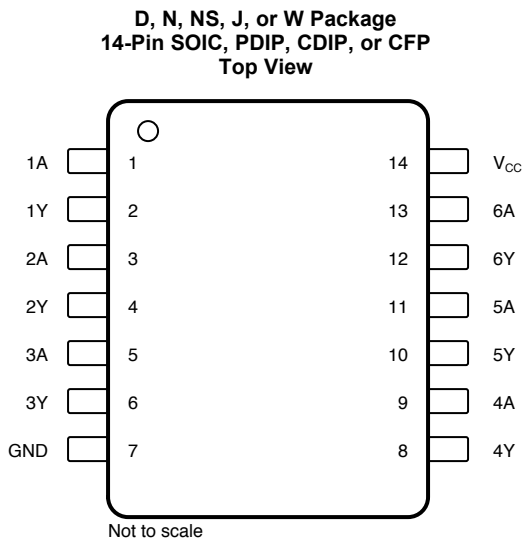 D, N, NS, J, or W Package
14-Pin SOIC, PDIP, CDIP, or CFP
Top View
1A 1 14 VCC
1Y 2 13 6A
2A 3 12 6Y
2Y 4 11 5A
3A 5 10 5Y
3Y 6 9 4A
GND 7 8 4Y
Not to scale